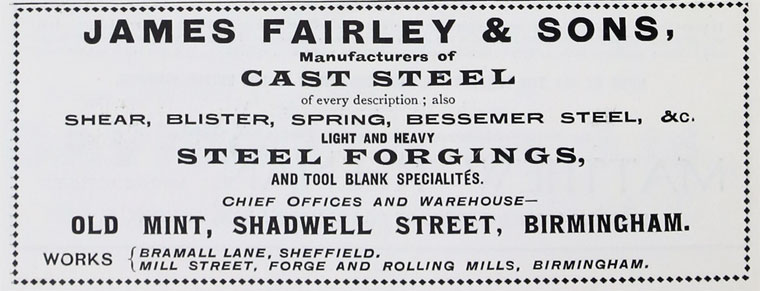 JAMES FAIRLEY & SONS,
Manufacturers of
CAST STEEL
of every description; also
SHEAR, BLISTER, SPRING, BESSEMER STEEL, &c.
LIGHT AND HEAVY
STEEL FORGINGS,
AND TOOL BLANK SPECIALITÉS.
CHIEF OFFICES AND WAREHOUSE—
OLD MINT, SHADWELL STREET, BIRMINGHAM.
WORKS { BRAMALL LANE, SHEFFIELD.
MILL STREET, FORGE AND ROLLING MILLS, BIRMINGHAM.